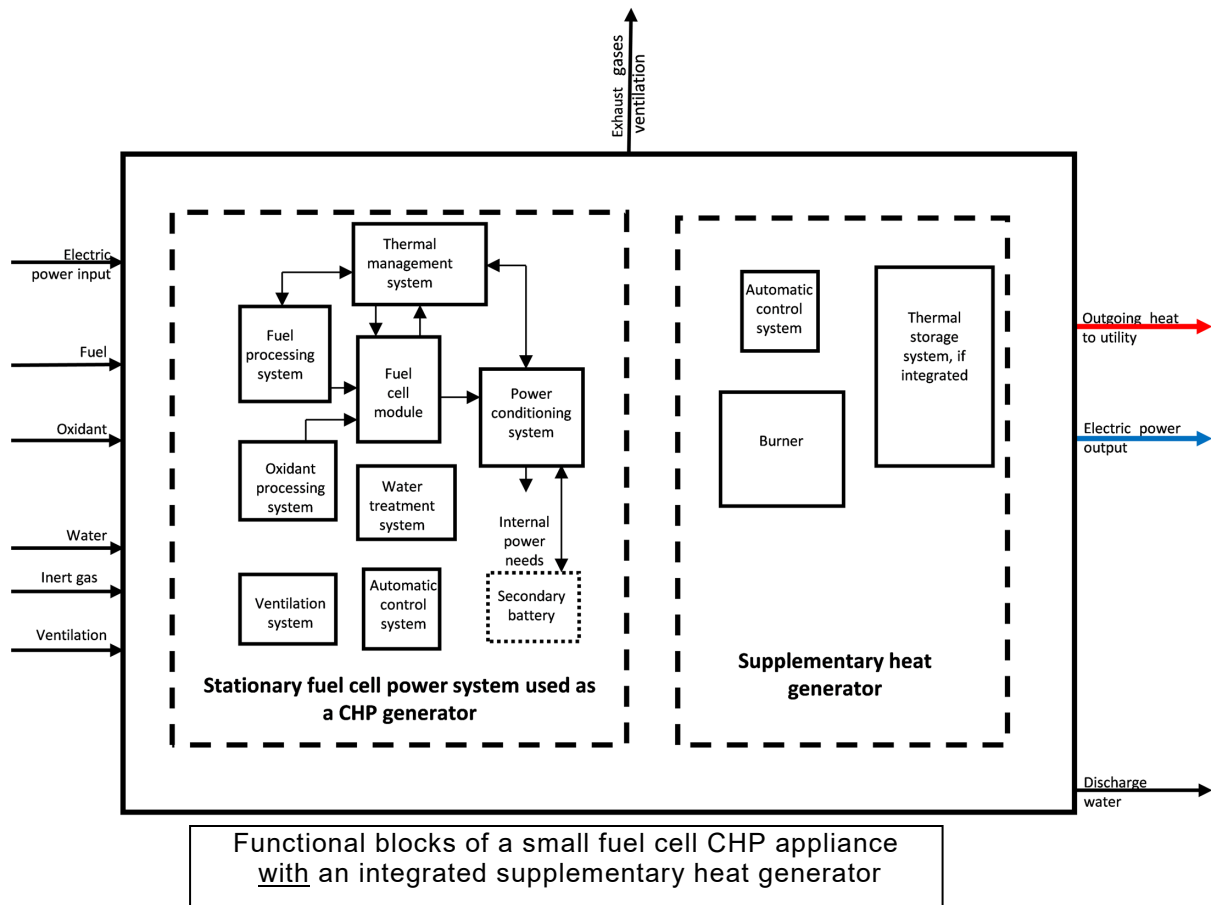 Exhaust gases
ventilation
Electric
power input
Fuel
Oxidant
Water
Inert gas
Ventilation
Thermal
management
system
Fuel
processing
system
Fuel
cell
module
Power
conditioning
system
Oxidant
processing
system
Water
treatment
system
Internal
power
needs
Ventilation
system
Automatic
control
system
Secondary
battery
Stationary fuel cell power system used as
a CHP generator
Automatic
control
system
Thermal
storage
system, if
integrated
Burner
Supplementary heat
generator
Outgoing heat
to utility
Electric power
output
Discharge
water
Functional blocks of a small fuel cell CHP appliance
with an integrated supplementary heat generator